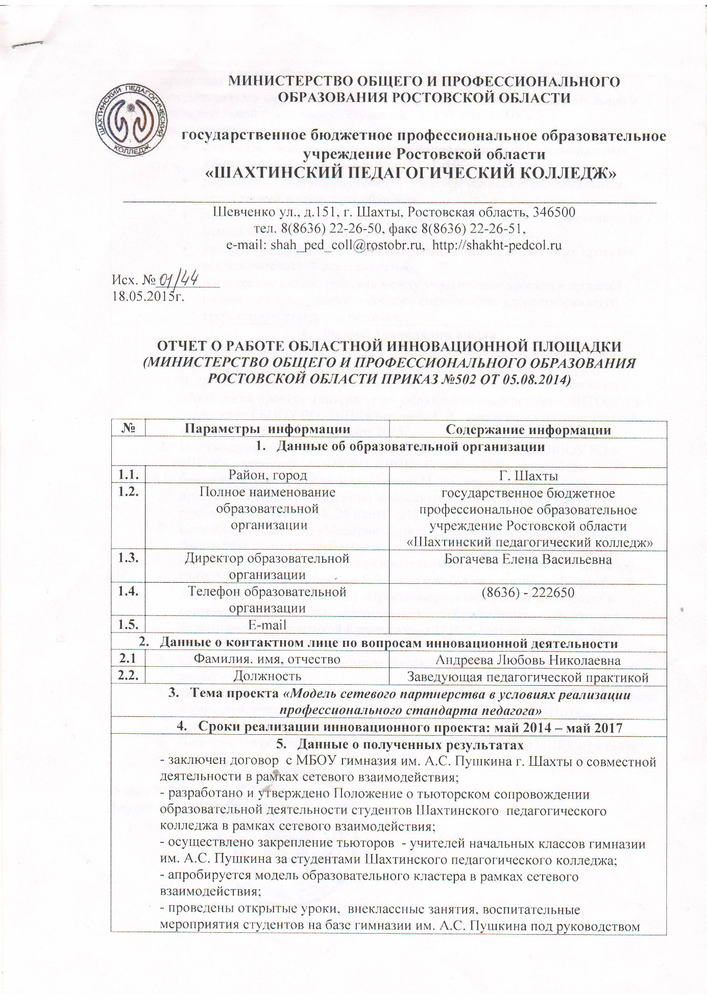 МИНИСТЕРСТВО ОБЩЕГО И ПРОФЕССИОНАЛЬНОГО
ОБРАЗОВАНИЯ РОСТОВСКОЙ ОБЛАСТИ
ШАХТИНСКИЙ ПЕДАГОГИЧЕСКИЙ
КОЛЛЕДЖ
государственное бюджетное профессиональное образовательное
учреждение Ростовской области
«ШАХТИНСКИЙ ПЕДАГОГИЧЕСКИЙ КОЛЛЕДЖ»
Шевченко ул., д.151, г. Шахты, Ростовская область, 346500
тел. 8(8636) 22-26-50, факс 8(8636) 22-26-51,
e-mail: shah_ped_coll@rostobr.ru, http://shakht-pedcol.ru
Исх. № 01/44
18.05.2015г.
ОТЧЕТ О РАБОТЕ ОБЛАСТНОЙ ИННОВАЦИОННОЙ ПЛОЩАДКИ
(МИНИСТЕРСТВО ОБЩЕГО И ПРОФЕССИОНАЛЬНОГО ОБРАЗОВАНИЯ
РОСТОВСКОЙ ОБЛАСТИ ПРИКАЗ №502 ОТ 05.08.2014)
№ Параметры информации Содержание информации
1. Данные об образовательной организации
1.1. Район, город Г. Шахты
1.2. Полное наименование государственное бюджетное
образовательной профессиональное образовательное
организации учреждение Ростовской области
«Шахтинский педагогический колледж»
1.3. Директор образовательной Богачева Елена Васильевна
организации
1.4. Телефон образовательной (8636) - 222650
организации
1.5. E-mail
2. Данные о контактном лице по вопросам инновационной деятельности
2.1 Фамилия. имя, отчество Андреева Любовь Николаевна
2.2. Должность Заведующая педагогической практикой
3. Тема проекта «Модель сетевого партнерства в условиях реализации
профессионального стандарта педагога»
4. Сроки реализации инновационного проекта: май 2014 – май 2017
5. Данные о полученных результатах
- заключен договор с МБОУ гимназия им. А.С. Пушкина г. Шахты о совместной
деятельности в рамках сетевого взаимодействия;
- разработано и утверждено Положение о тьюторском сопровождении
образовательной деятельности студентов Шахтинского педагогического
колледжа в рамках сетевого взаимодействия;
- осуществлено закрепление тьюторов - учителей начальных классов гимназии
им. А.С. Пушкина за студентами Шахтинского педагогического колледжа;
- апробируется модель образовательного кластера в рамках сетевого
взаимодействия;
- проведены открытые уроки, внеклассные занятия, воспитательные
мероприятия студентов на базе гимназии им. А.С. Пушкина под руководством